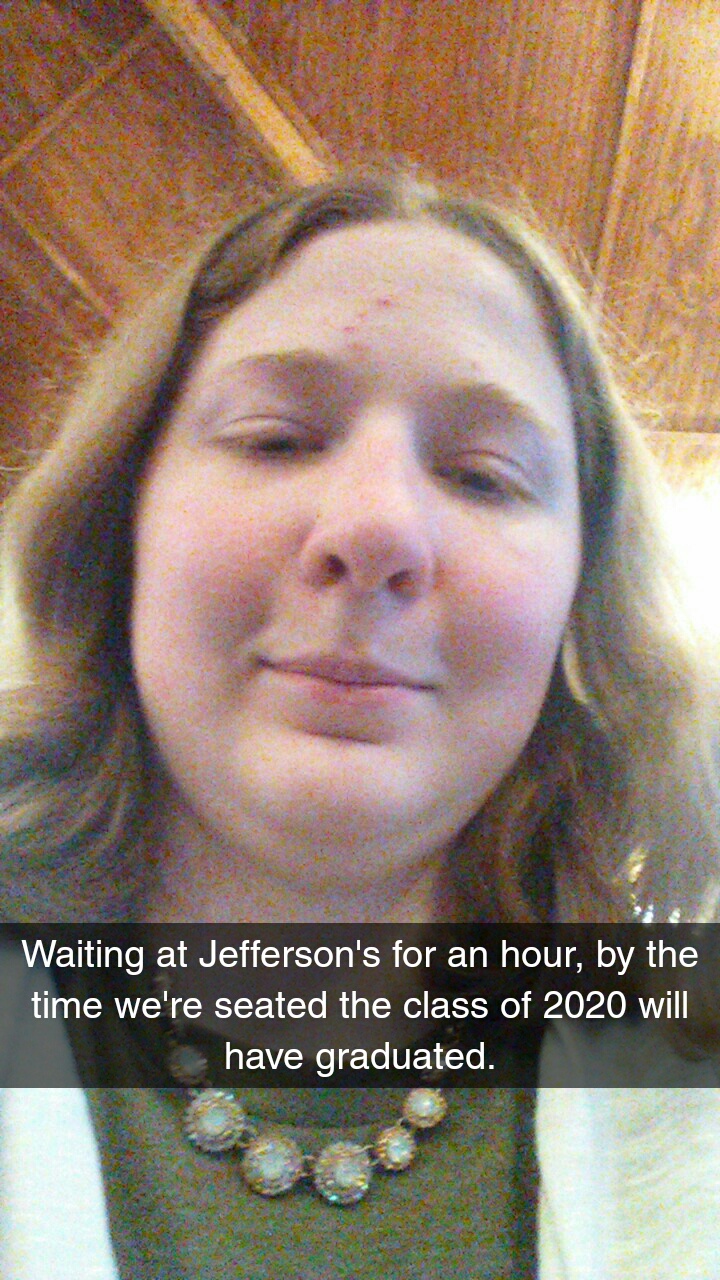 Waiting at Jefferson's for an hour, by the
time we're seated the class of 2020 will
have graduated.